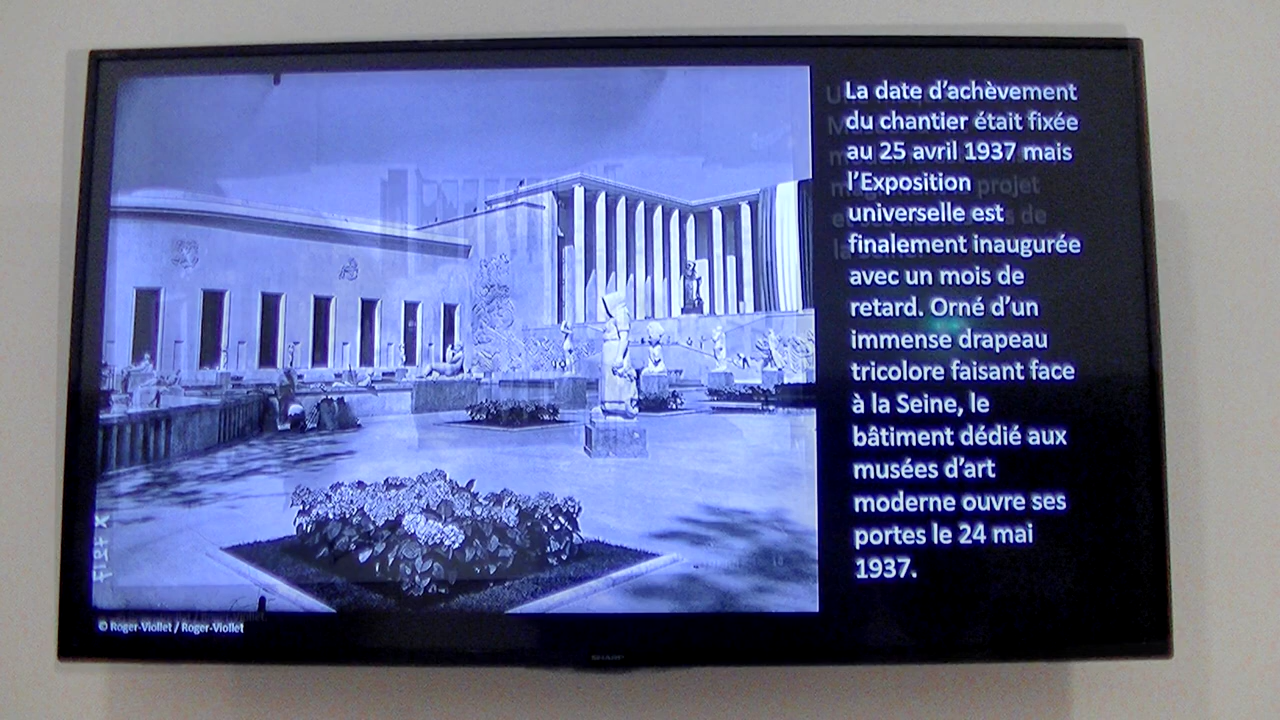 La date d'achèvement
du chantier était fixée
au 25 avril 1937 mais
l'Exposition
universelle est
finalement inaugurée
avec un mois de
retard. Orné d'un
immense drapeau
tricolore faisant face
à la Seine, le
bâtiment dédié aux
musées d'art
moderne ouvre ses
portes le 24 mai
1937.
© Roger-Viollet / Roger-Viollet
SHARP